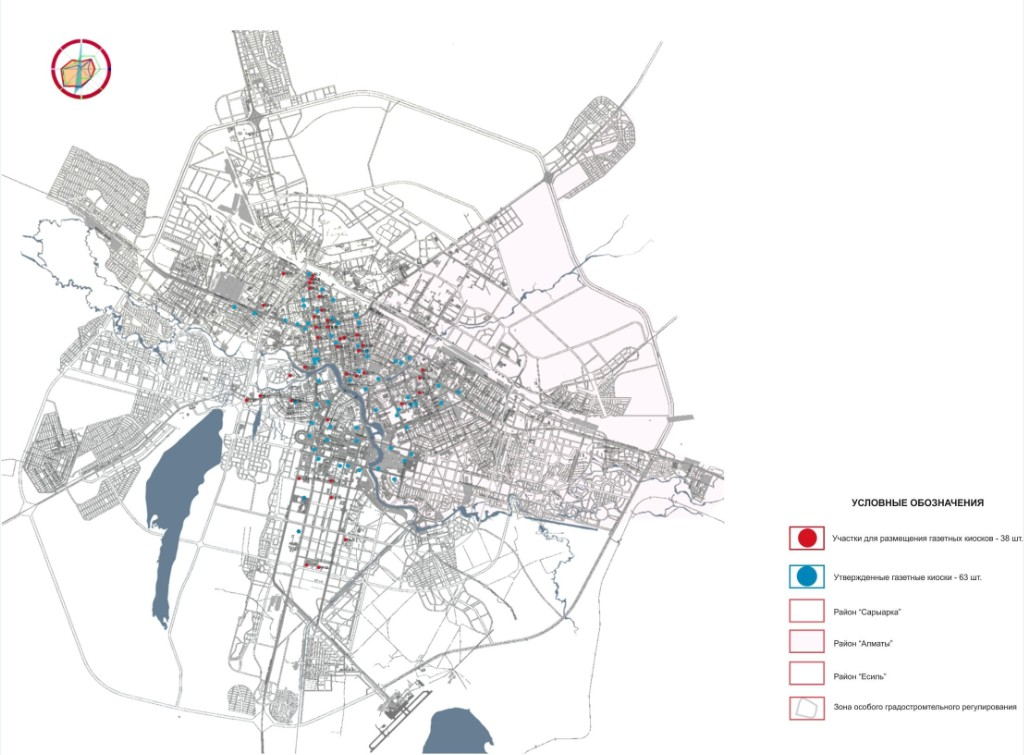 УСЛОВНЫЕ ОБОЗНАЧЕНИЯ
Участки для размещения газетных киосков - 38 шт.
Утвержденные газетные киоски - 63 шт.
Район "Сарыарка"
Район "Алматы"
Район "Есиль"
Зона особого градостромтельного регулирования